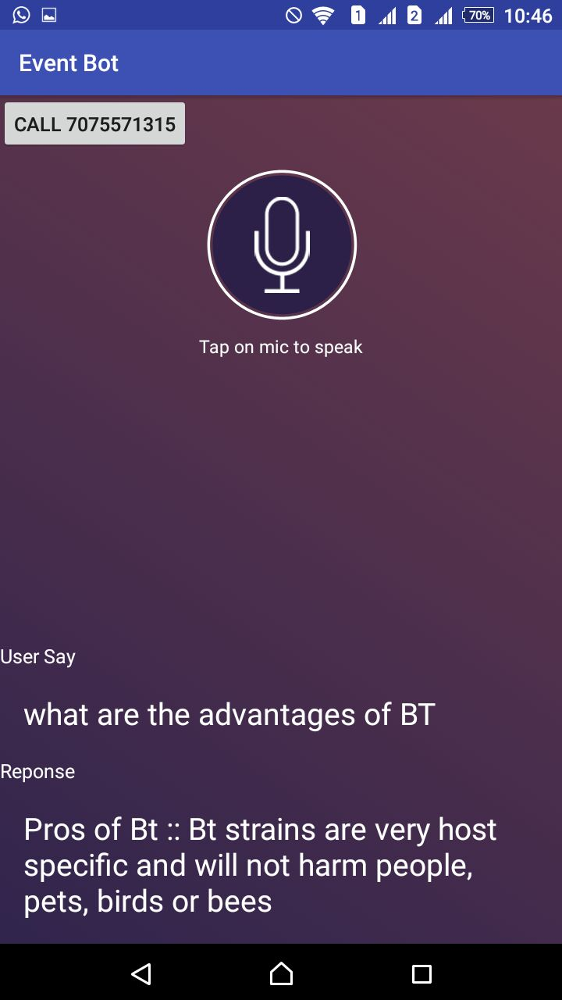 1 2 70% 10:46
Event Bot
CALL 7075571315
Tap on mic to speak
User Say
what are the advantages of BT
Reponse
Pros of Bt :: Bt strains are very host
specific and will not harm people,
pets, birds or bees